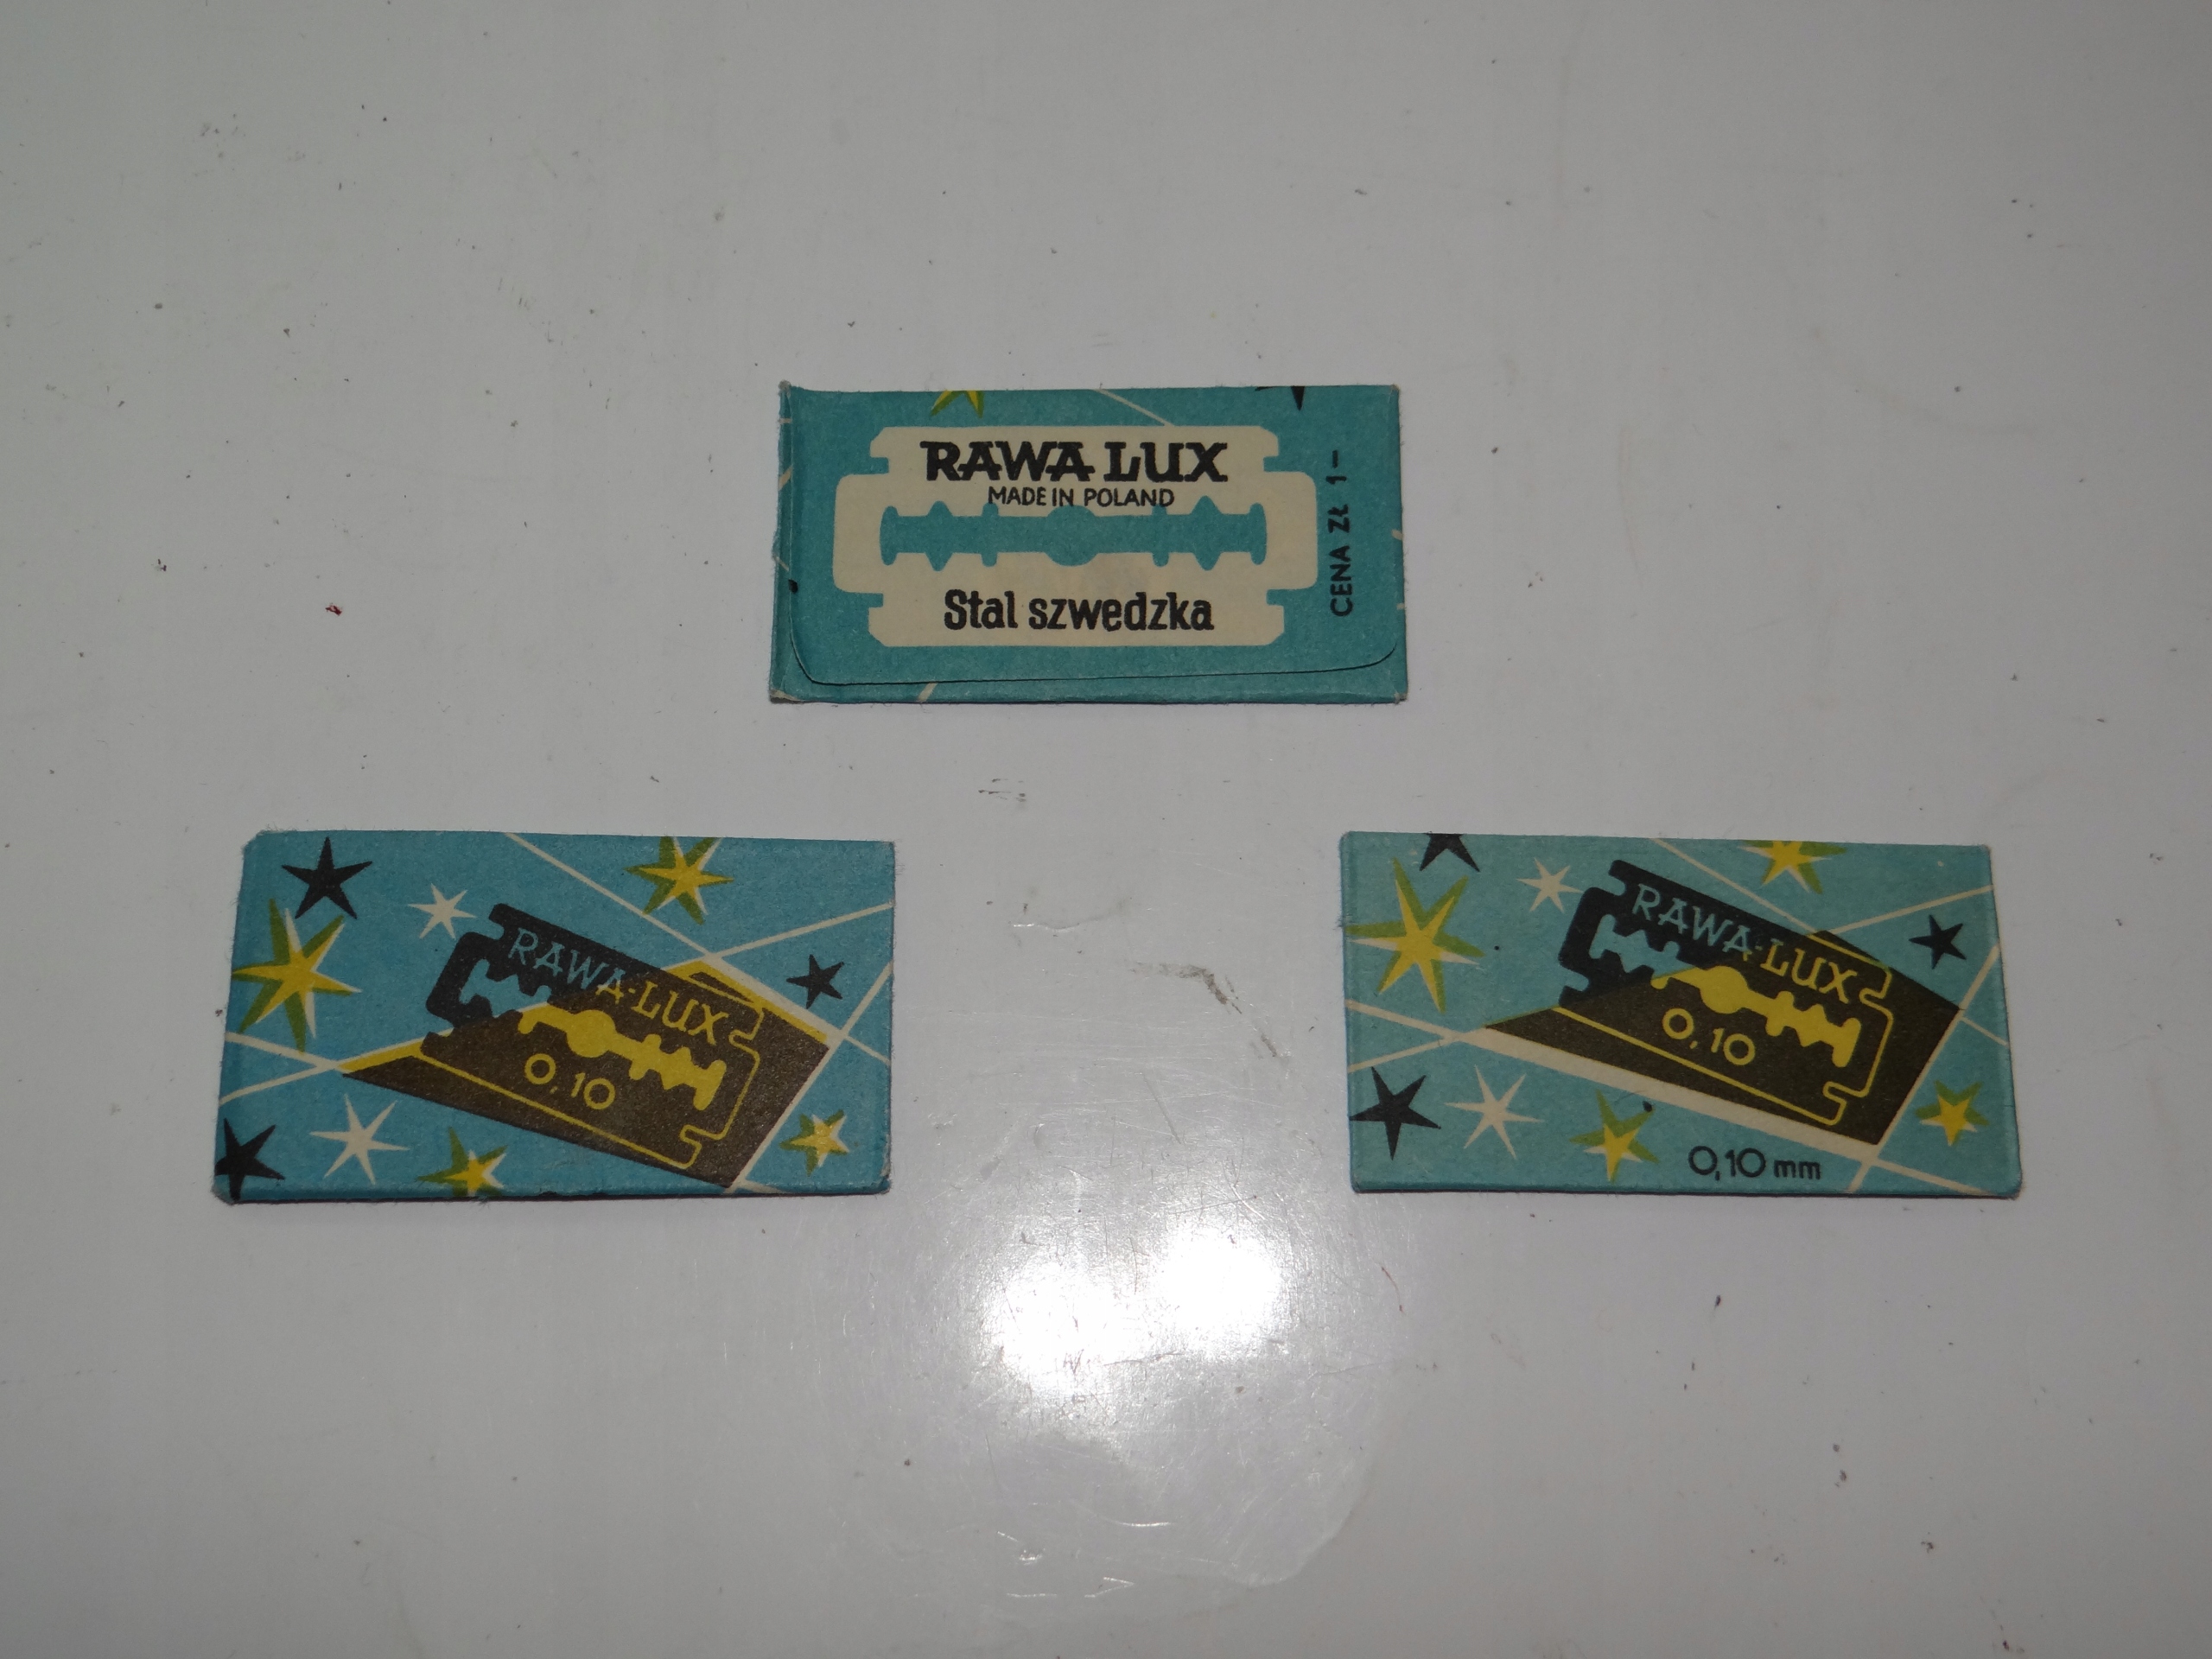 RAWA LUX
MADE IN POLAND
Stal szwedzka
CENA ZŁ 1-
RAWA-LUX
0,10
RAWA-LUX
0,10
0,10 mm